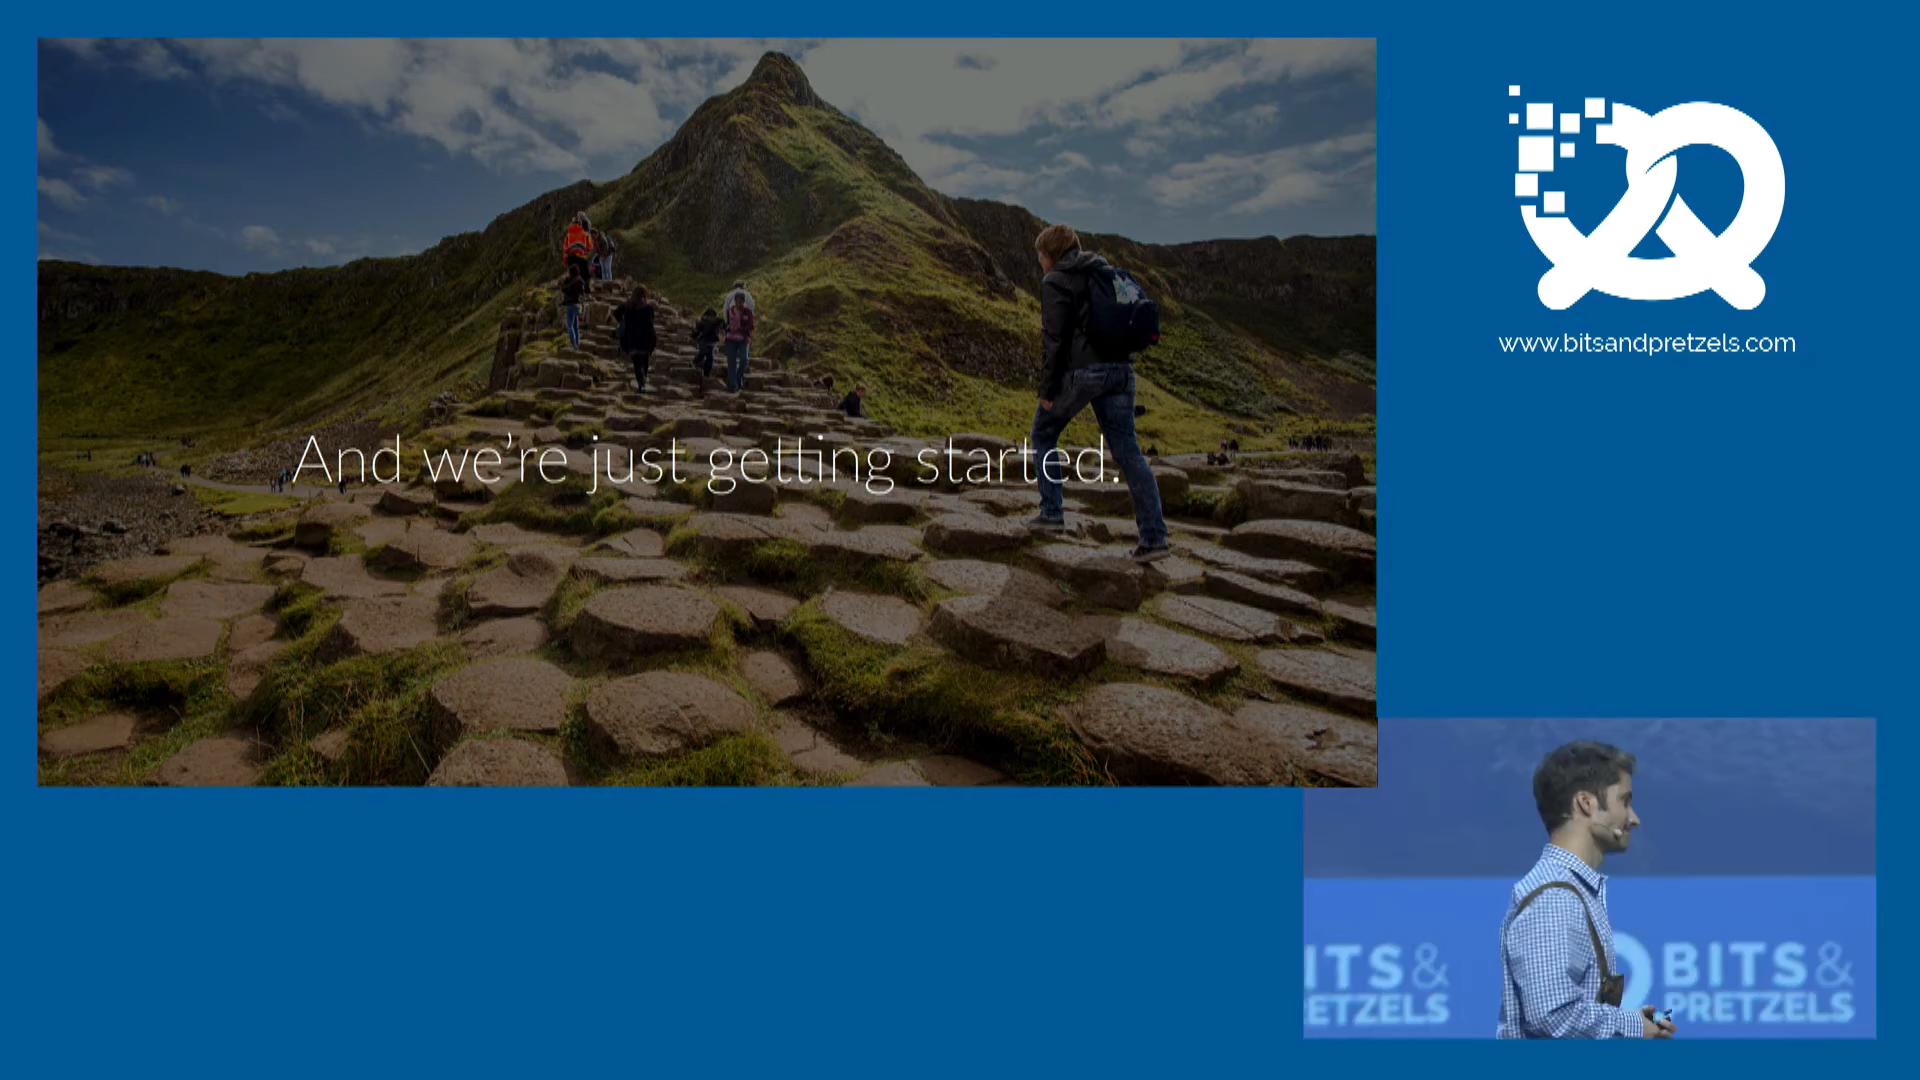 And we're just getting started.
www.bitsandpretzels.com
ITS&
ETZELS
BITS&
PRETZELS